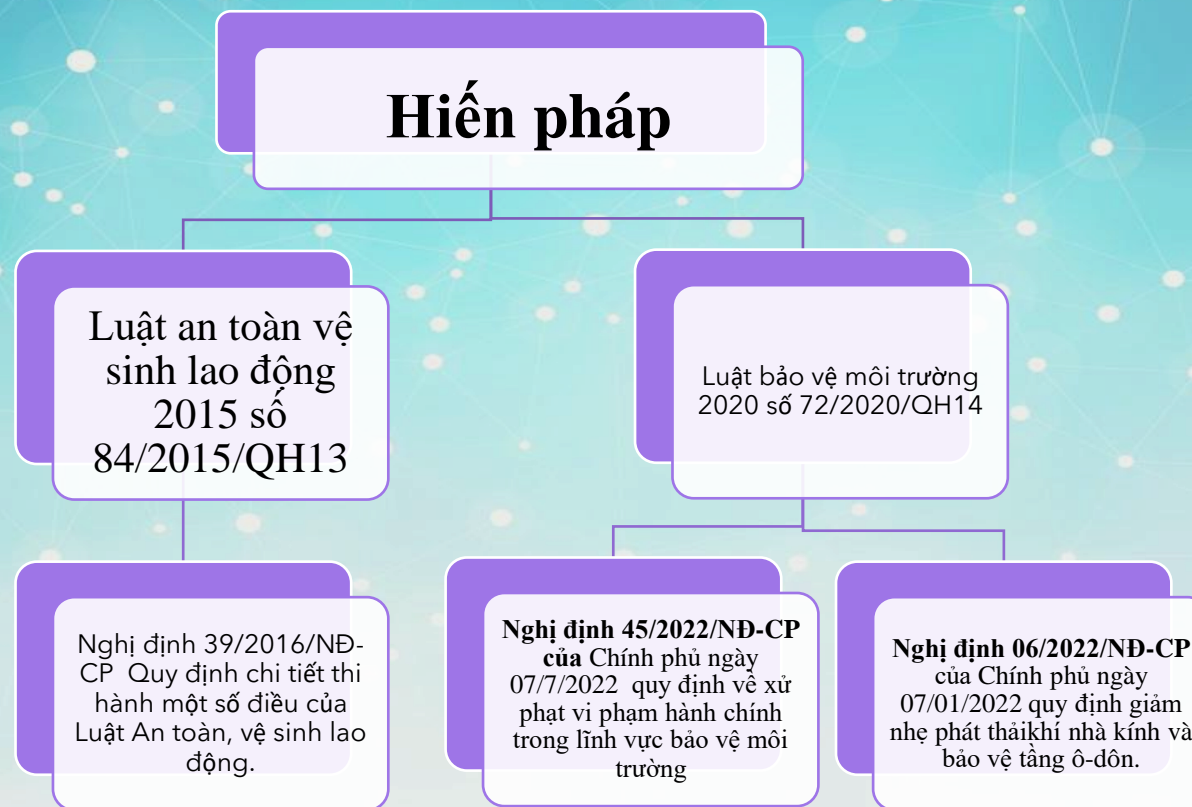 Hiến pháp
Luật an toàn vệ
sinh lao động
2015 số
84/2015/QH13
Luật bảo vệ môi trường
2020 số 72/2020/QH14
Nghị định 39/2016/NĐ-
CP Quy định chi tiết thi
hành một số điều của
Luật An toàn, vệ sinh lao
động.
Nghị định 45/2022/NĐ-CP
của Chính phủ ngày
07/7/2022 quy định về xử
phạt vi phạm hành chính
trong lĩnh vực bảo vệ môi
trường
Nghị định 06/2022/NĐ-CP
của Chính phủ ngày
07/01/2022 quy định giảm
nhẹ phát thảikhí nhà kính và
bảo vệ tầng ô-dôn.